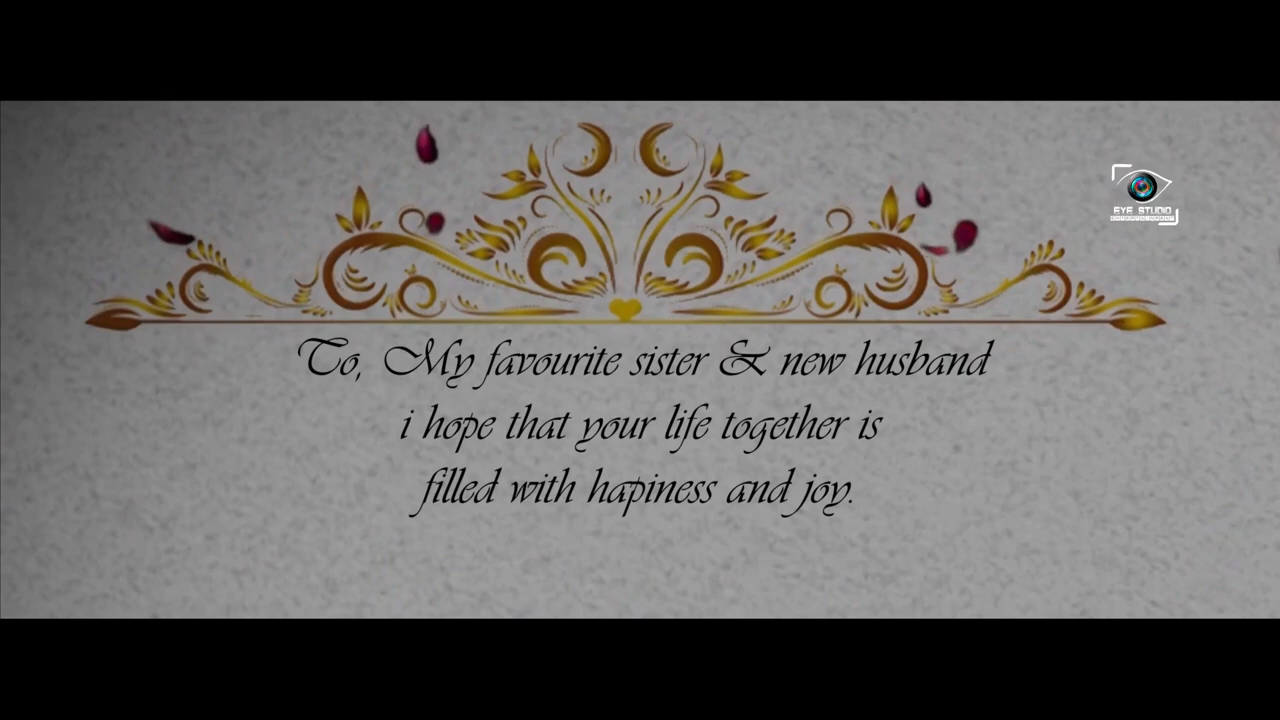 EYE STUDIO
ENTERTAINMENT
To, My favourite sister & new husband
i hope that your life together is
filled with hapiness and joy.